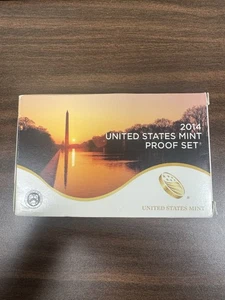 2014
UNITED STATES MINT
PROOF SET
UNITED STATES MINT